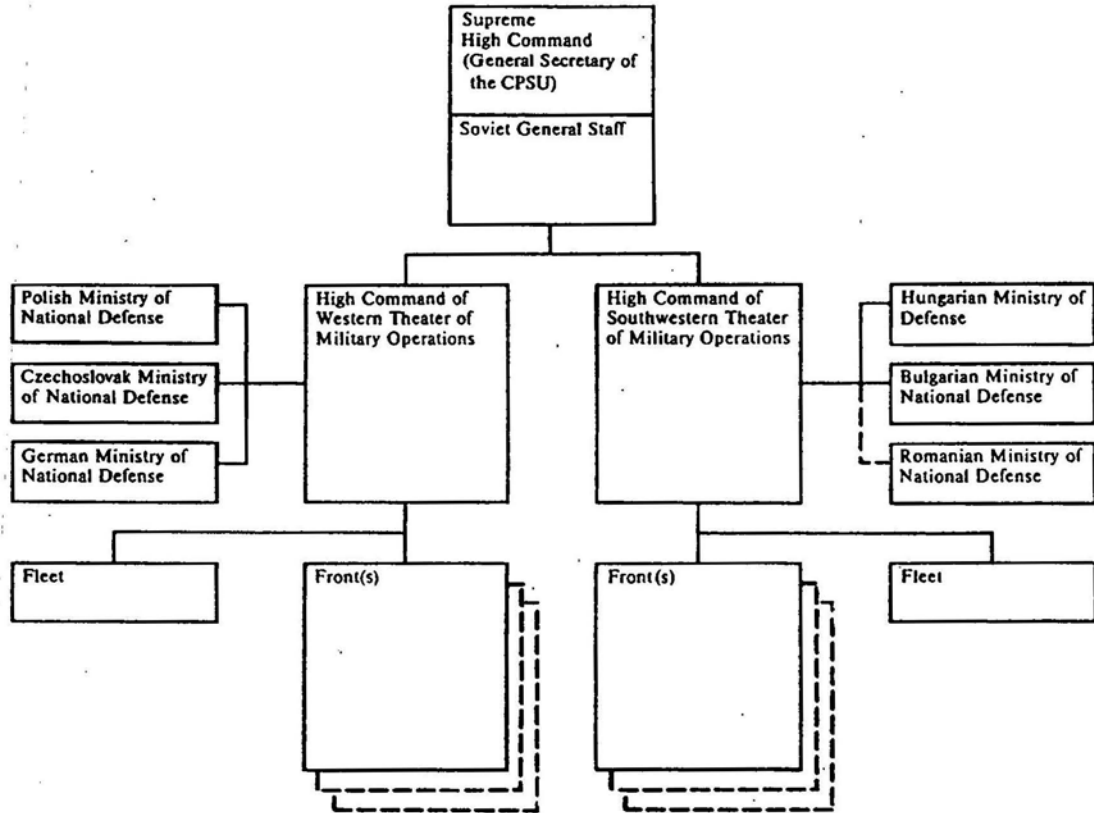 Supreme
High Command
(General Secretary of
the CPSU)
Soviet General Staff
Polish Ministry of
National Defense
Czechoslovak Ministry
of National Defense
German Ministry of
National Defense
High Command of
Western Theater of
Military Operations
High Command of
Southwestern Theater
of Military Operations
Hungarian Ministry of
Defense
Bulgarian Ministry of
National Defense
Romanian Ministry of
National Defense
Fleet
Front(s)
Front(s)
Fleet